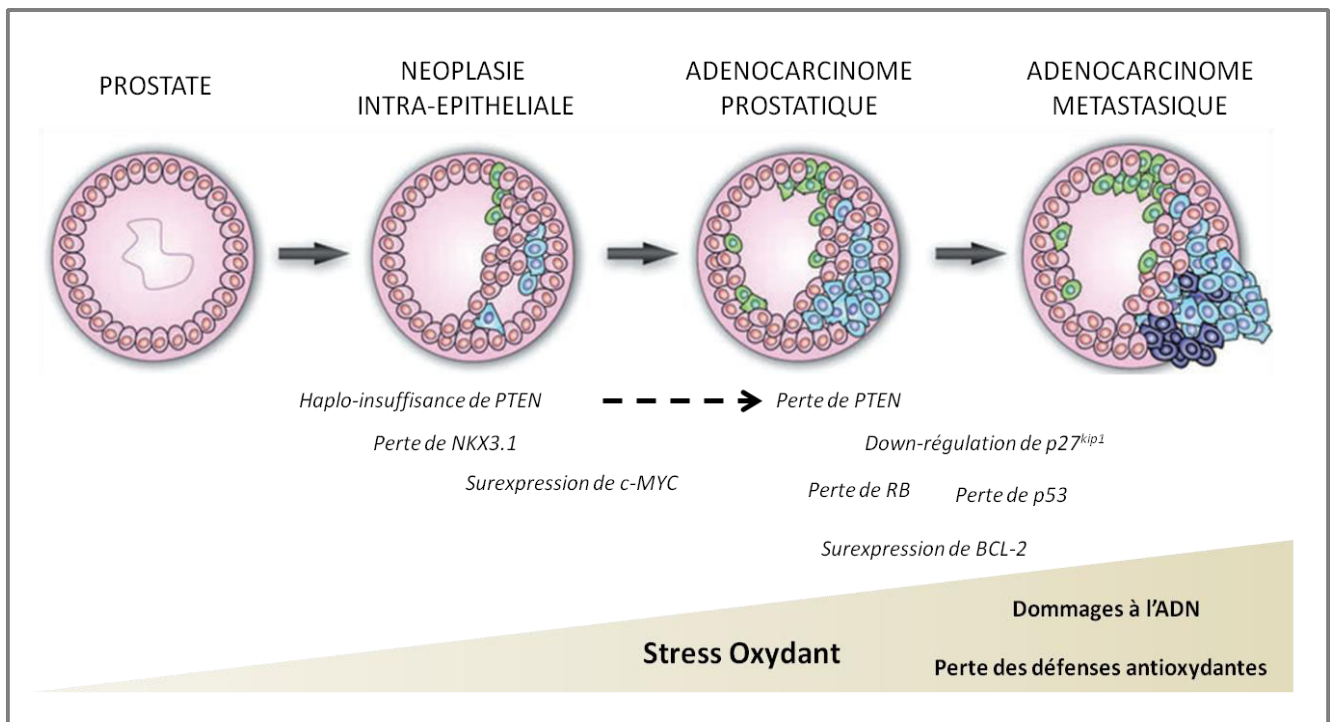 PROSTATE
NEOPLASIE
INTRA-EPITHELIALE
ADENOCARCINOME
PROSTATIQUE
ADENOCARCINOME
METASTASIQUE
Haplo-insuffisance de PTEN
Perte de PTEN
Perte de NKX3.1
Down-régulation de p27^kip1
Surexpression de c-MYC
Perte de RB
Perte de p53
Surexpression de BCL-2
Dommages à l'ADN
Stress Oxydant
Perte des défenses antioxydantes